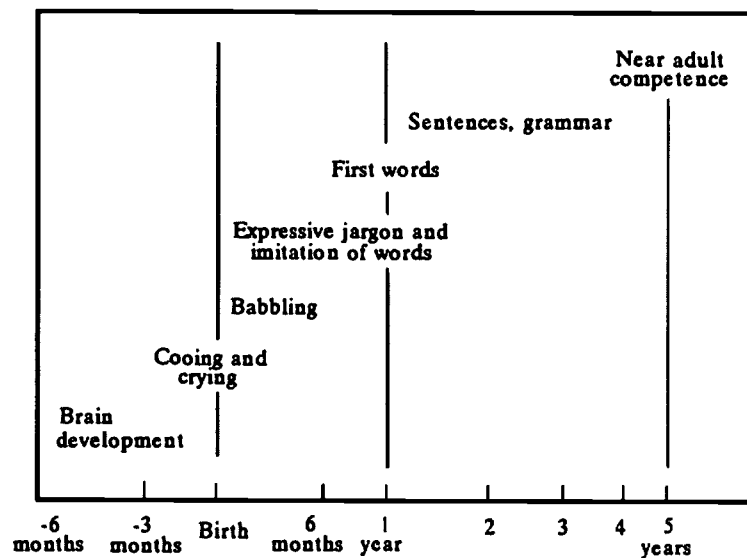 Near adult
competence
Sentences, grammar
First words
Expressive jargon and
imitation of words
Babbling
Cooing and
crying
Brain
development
-6 -3 Birth 6 1 2 3 4 5
months months months year years